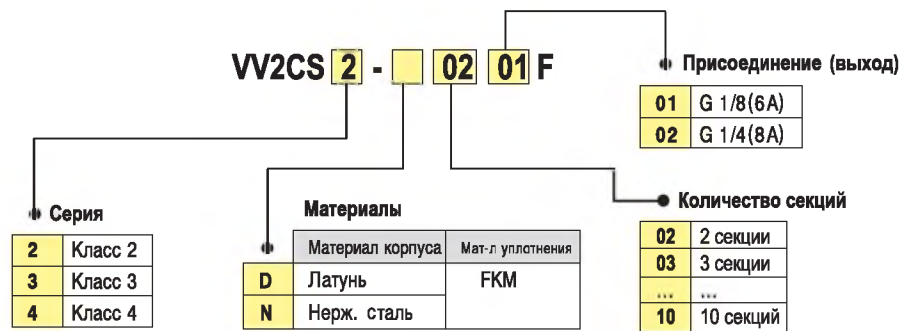 VV2CS 2 - 02 01 F
Присоединение (выход)
01 G 1/8(6A)
02 G 1/4(8A)
Серия
2 Класс 2
3 Класс 3
4 Класс 4
Материалы
Материал корпуса Мат-л уплотнения
D Латунь FKM
N Нерж. сталь
Количество секций
02 2 секции
03 3 секции
... ...
10 10 секций